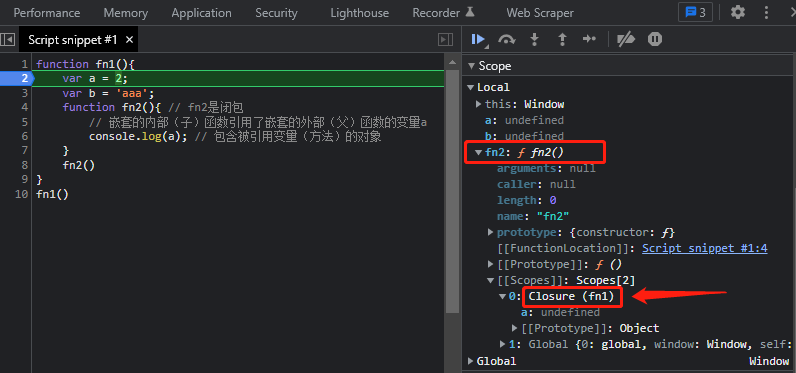 Performance Memory Application Security Lighthouse Recorder Web Scraper 3
Script snippet #1 ×
1 function fn1(){
2 var a = 2;
3 var b = 'aaa';
4 function fn2(){ // fn2是闭包
5 // 嵌套的内部（子）函数引用了嵌套的外部（父）函数的变量a
6 console.log(a); // 包含被引用变量（方法）的对象
7 }
8 fn2()
9 }
10 fn1()
Scope
Local
this: Window
a: undefined
b: undefined
fn2: ƒ fn2()
arguments: null
caller: null
length: 0
name: "fn2"
prototype: {constructor: ƒ}
[[FunctionLocation]]: Script snippet #1:4
[[Prototype]]: ƒ ()
[[Scopes]]: Scopes[2]
0: Closure (fn1)
a: undefined
[[Prototype]]: Object
1: Global {0: global, window: Window, self:
Global Window